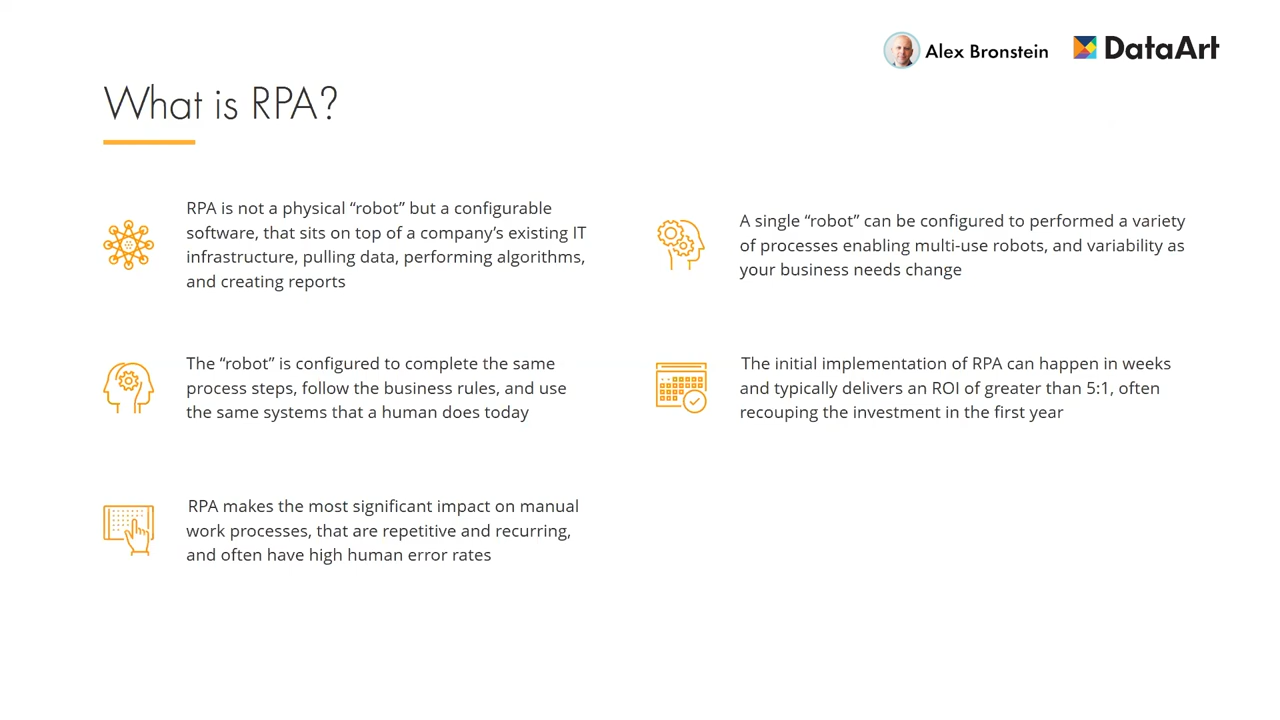 Alex Bronstein
DataArt
What is RPA?
RPA is not a physical “robot” but a configurable
software, that sits on top of a company’s existing IT
infrastructure, pulling data, performing algorithms,
and creating reports
The “robot” is configured to complete the same
process steps, follow the business rules, and use
the same systems that a human does today
RPA makes the most significant impact on manual
work processes, that are repetitive and recurring,
and often have high human error rates
A single “robot” can be configured to performed a variety
of processes enabling multi-use robots, and variability as
your business needs change
The initial implementation of RPA can happen in weeks
and typically delivers an ROI of greater than 5:1, often
recouping the investment in the first year